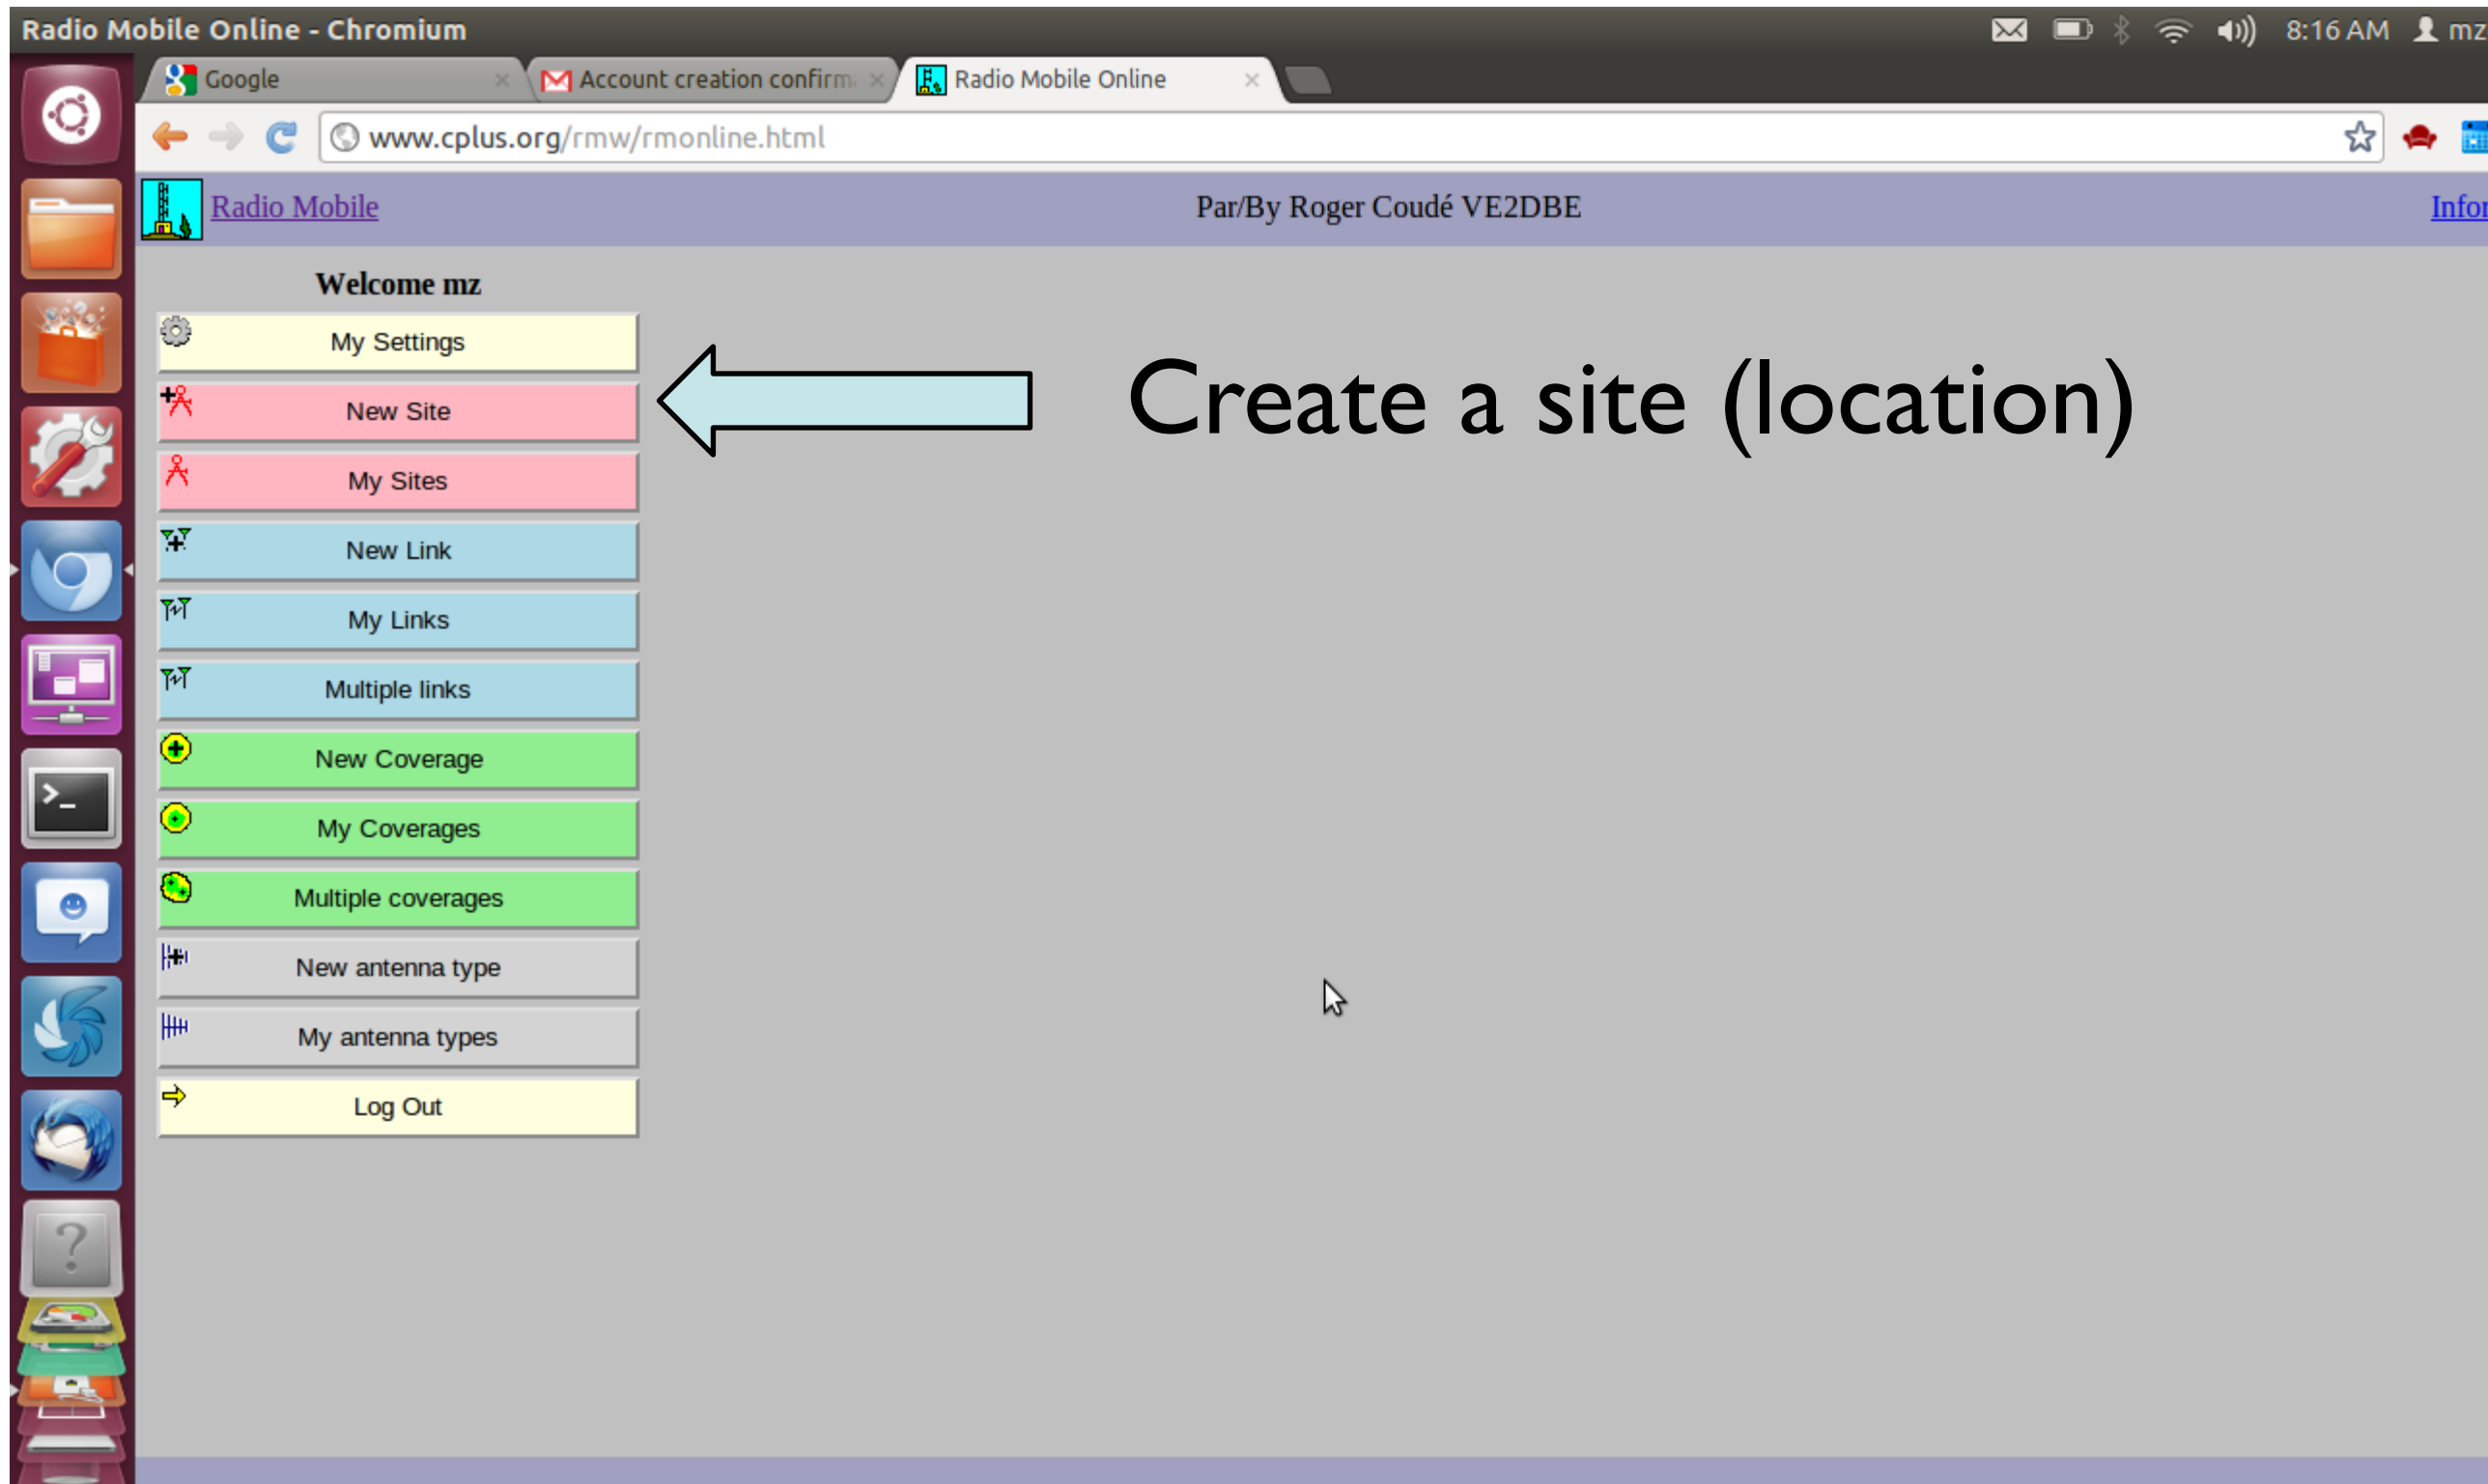 Radio Mobile Online - Chromium
8:16 AM mz
Google
Account creation confirm
Radio Mobile Online
www.cplus.org/rmw/rmonline.html
Radio Mobile
Par/By Roger Coudé VE2DBE
Infor
Welcome mz
My Settings
New Site
Create a site (location)
My Sites
New Link
My Links
Multiple links
New Coverage
My Coverages
Multiple coverages
New antenna type
My antenna types
Log Out